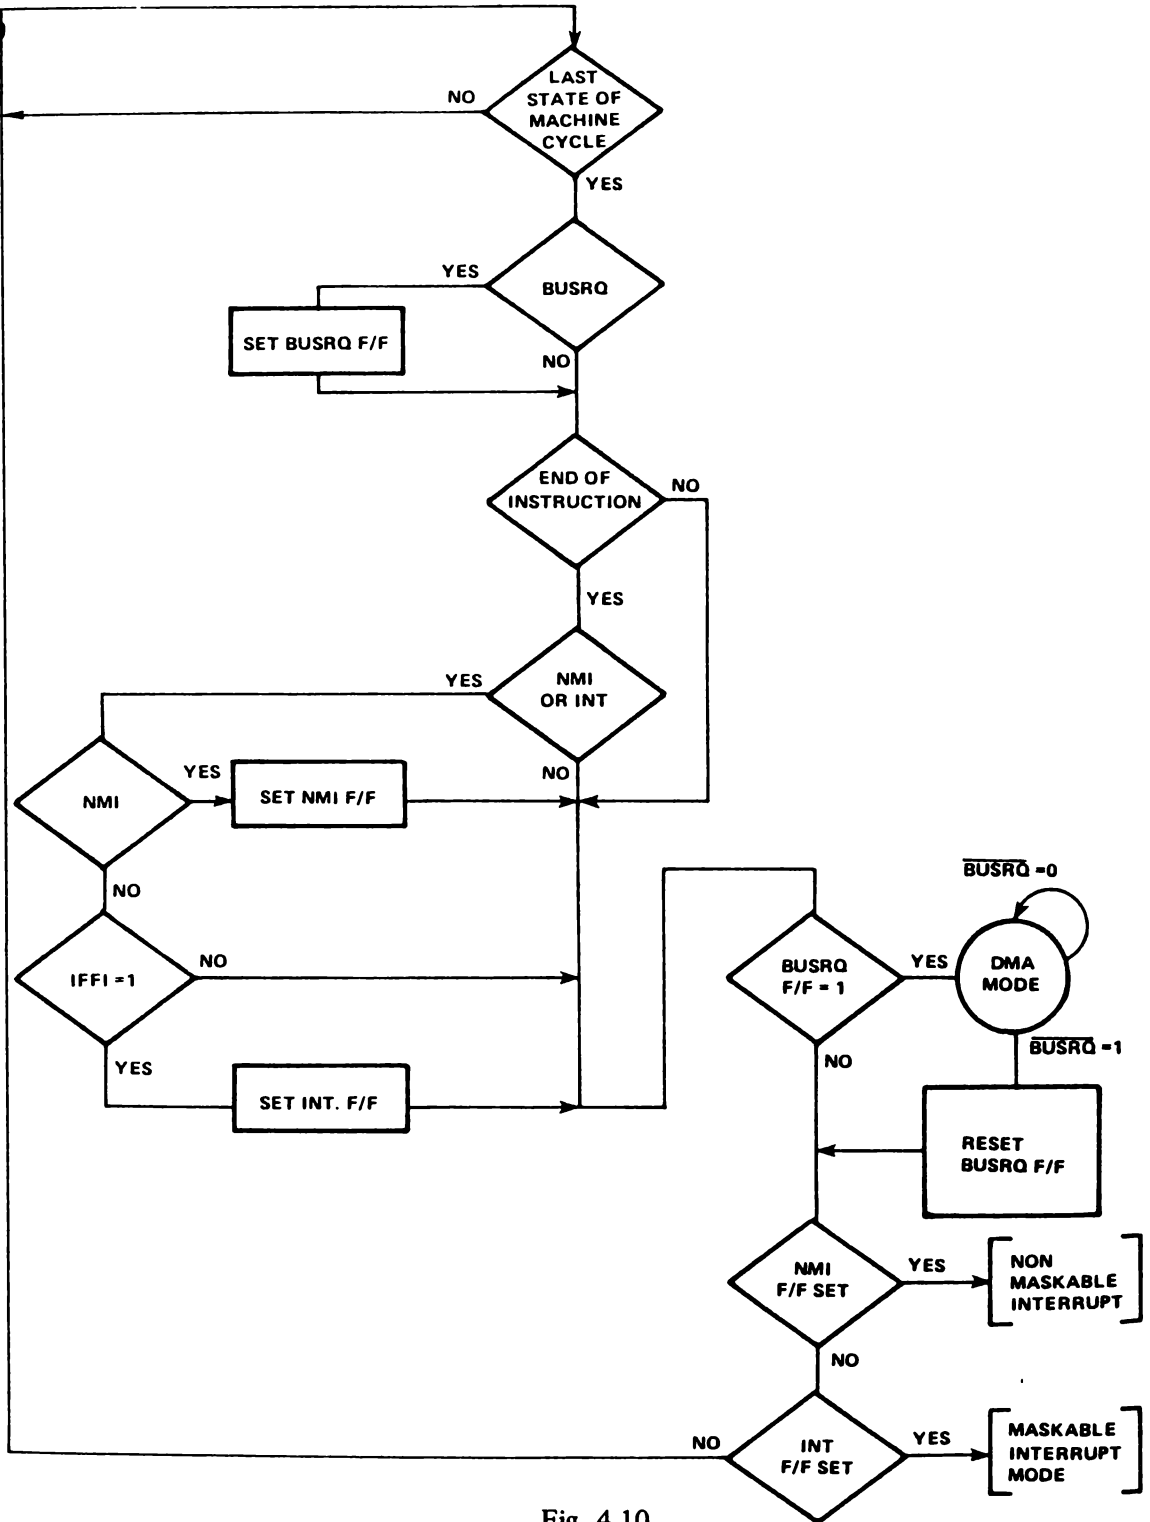 LAST
STATE OF
MACHINE
CYCLE
NO
YES
BUSRQ
YES
SET BUSRQ F/F
NO
END OF
INSTRUCTION
NO
YES
NMI
OR INT
YES
NO
NMI
YES
SET NMI F/F
NO
IFFI = 1
NO
YES
SET INT. F/F
BUSRQ
F/F = 1
YES
DMA
MODE
BUSRQ = 0
BUSRQ = 1
NO
RESET
BUSRQ F/F
NMI
F/F SET
YES
NON
MASKABLE
INTERRUPT
NO
INT
F/F SET
YES
MASKABLE
INTERRUPT
MODE
NO
Fig. 4.10